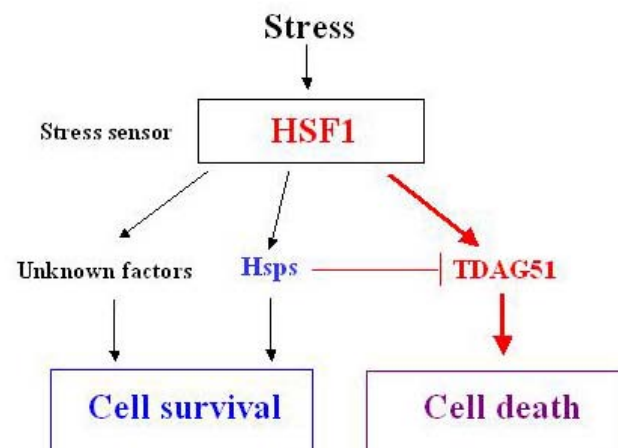 Stress
Stress sensor
HSF1
Unknown factors
Hsps
TDAG51
Cell survival
Cell death